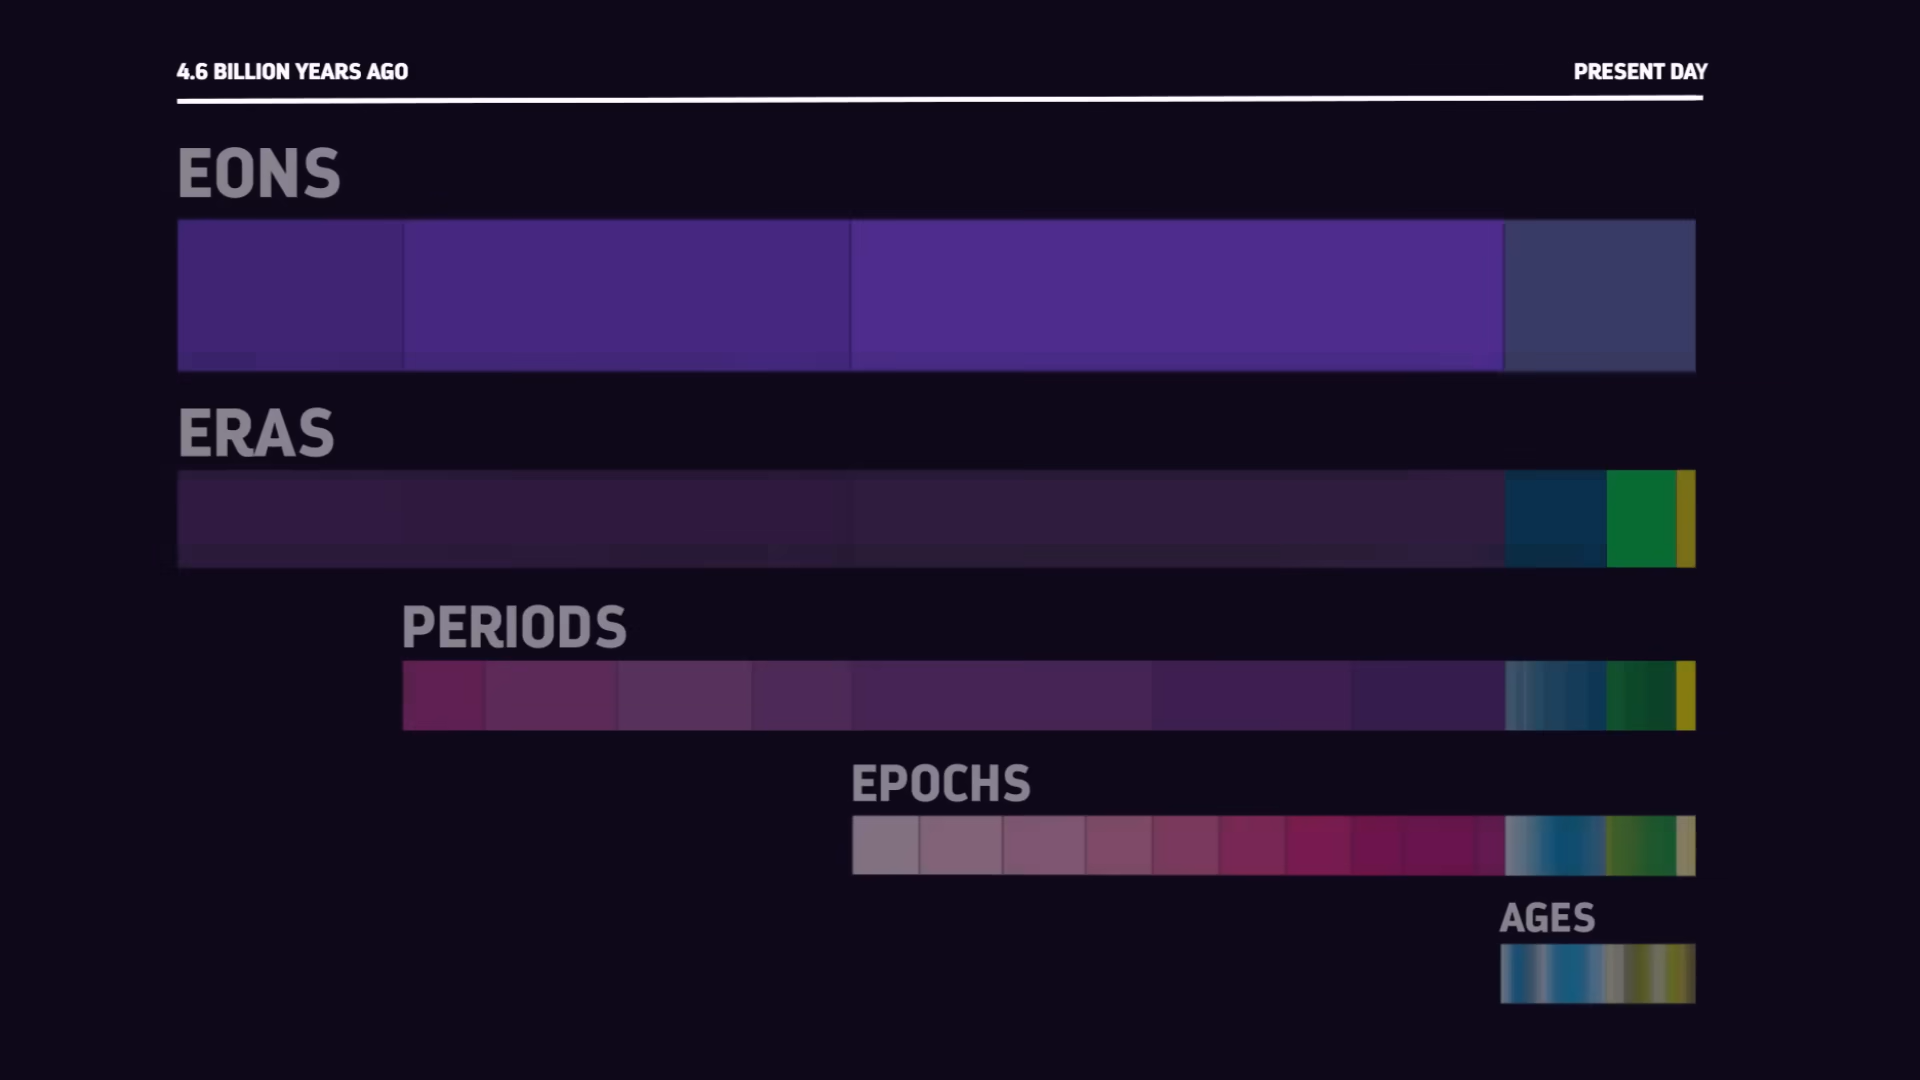 4.6 BILLION YEARS AGO
PRESENT DAY
EONS
ERAS
PERIODS
EPOCHS
AGES